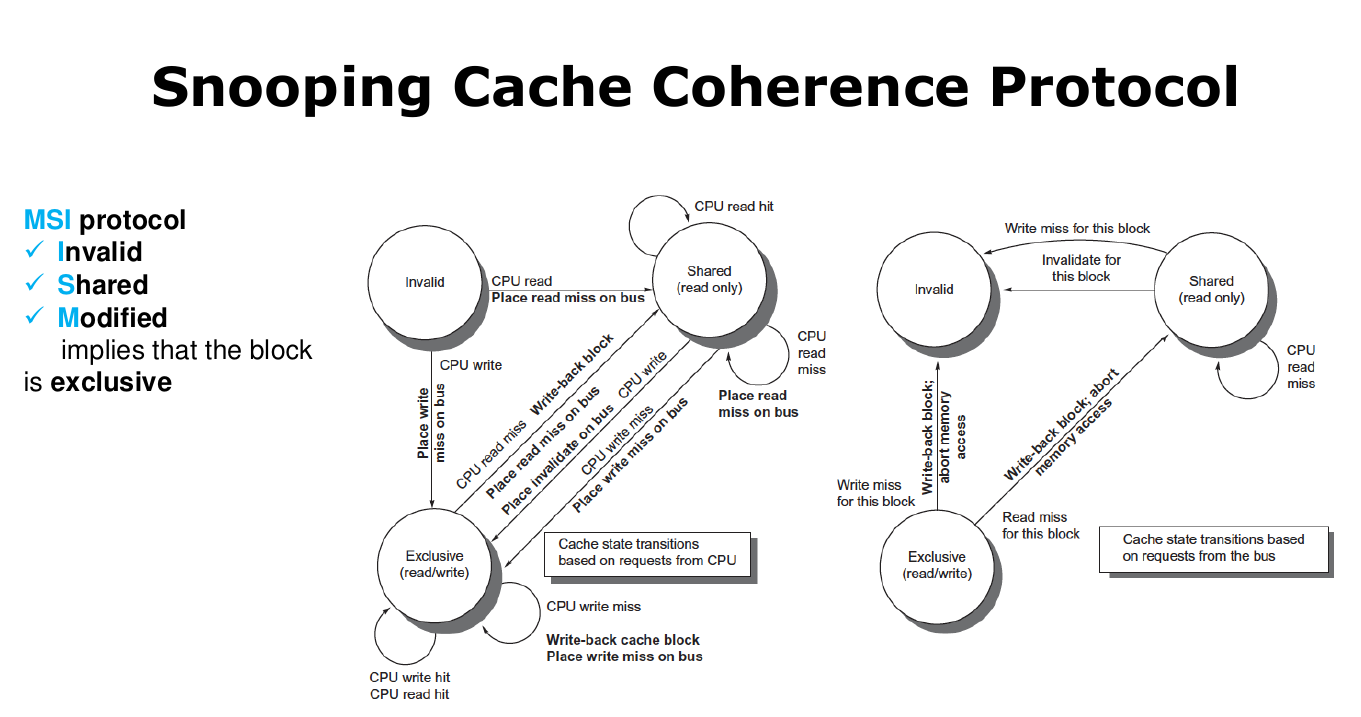 Snooping Cache Coherence Protocol
MSI protocol
✓ Invalid
✓ Shared
✓ Modified
implies that the block
is exclusive
CPU read hit
Invalid
CPU read
Place read miss on bus
Shared
(read only)
CPU write
Place write
miss on bus
CPU read miss
Write-back block
Place read miss on bus
Place invalidate on bus
CPU write
CPU write miss
Place write miss on bus
CPU
read
miss
Place read
miss on bus
Exclusive
(read/write)
Cache state transitions
based on requests from CPU
CPU write miss
Write-back cache block
Place write miss on bus
CPU write hit
CPU read hit
Write miss for this block
Invalidate for
this block
Invalid
Shared
(read only)
CPU
read
miss
Write-back block;
abort memory
access
Write-back block; abort
memory access
Write miss
for this block
Read miss
for this block
Exclusive
(read/write)
Cache state transitions based
on requests from the bus